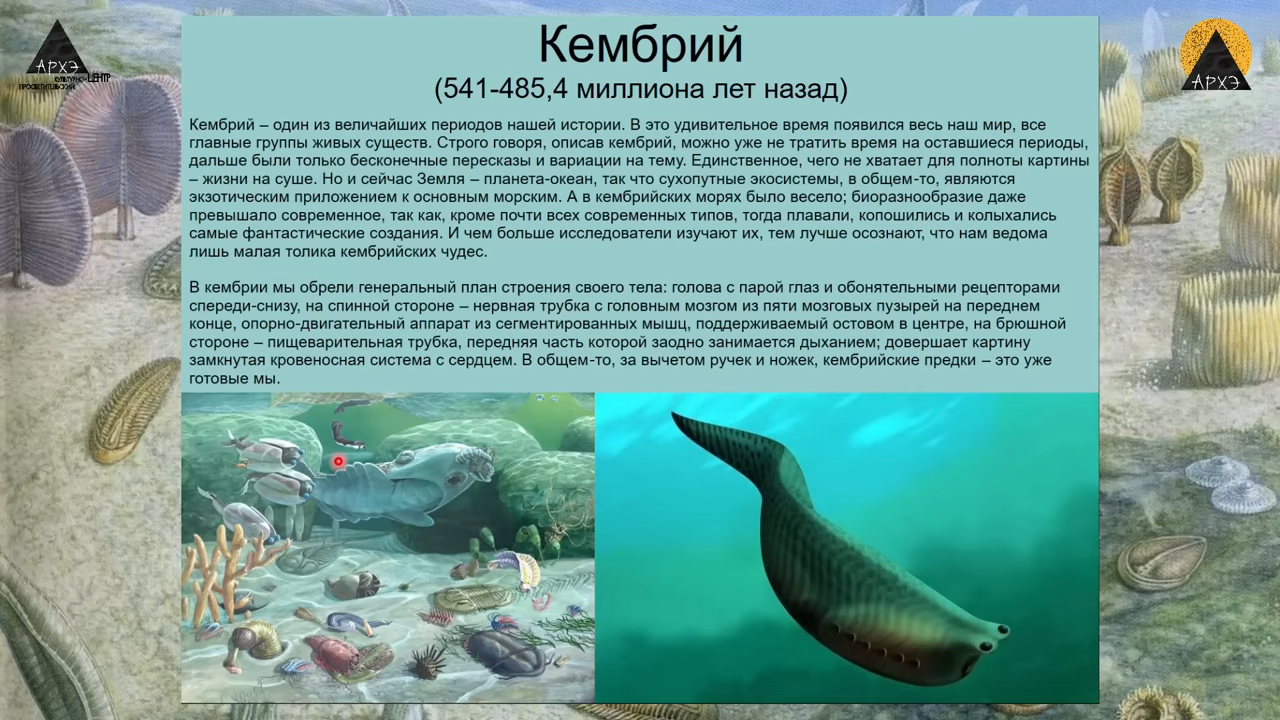 АРХЭ
КУЛЬТУРНО-ЦЕНТР
ПРОСВЕТИТЕЛЬСКИЙ
АРХЭ
Кембрий
(541-485,4 миллиона лет назад)
Кембрий – один из величайших периодов нашей истории. В это удивительное время появился весь наш мир, все
главные группы живых существ. Строго говоря, описав кембрий, можно уже не тратить время на оставшиеся периоды,
дальше были только бесконечные пересказы и вариации на тему. Единственное, чего не хватает для полноты картины
– жизни на суше. Но и сейчас Земля – планета-океан, так что сухопутные экосистемы, в общем-то, являются
экзотическим приложением к основным морским. А в кембрийских морях было весело; биоразнообразие даже
превышало современное, так как, кроме почти всех современных типов, тогда плавали, копошились и колыхались
самые фантастические создания. И чем больше исследователи изучают их, тем лучше осознают, что нам ведома
лишь малая толика кембрийских чудес.
В кембрии мы обрели генеральный план строения своего тела: голова с парой глаз и обонятельными рецепторами
спереди-снизу, на спинной стороне – нервная трубка с головным мозгом из пяти мозговых пузырей на переднем
конце, опорно-двигательный аппарат из сегментированных мышц, поддерживаемый остовом в центре, на брюшной
стороне – пищеварительная трубка, передняя часть которой заодно занимается дыханием; довершает картину
замкнутая кровеносная система с сердцем. В общем-то, за вычетом ручек и ножек, кембрийские предки – это уже
готовые мы.